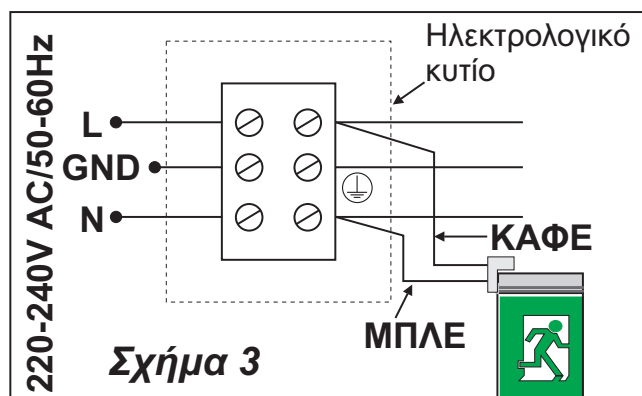 220-240V AC/50-60Hz
Ηλεκτρολογικό
κυτίο
L
GND
N
ΚΑΦΕ
ΜΠΛΕ
Σχήμα 3